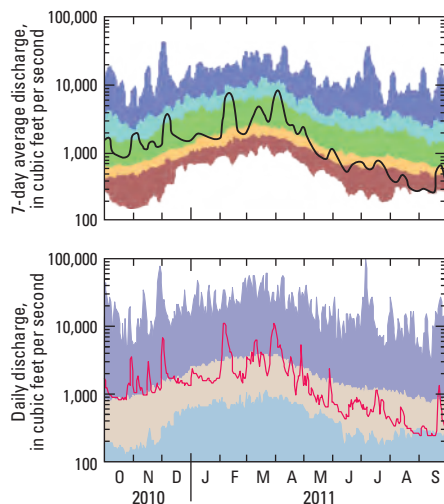 7-day average discharge,
in cubic feet per second
100,000
10,000
1,000
100
Daily discharge,
in cubic feet per second
100,000
10,000
1,000
100
O N D J F M A M J J A S
2010 2011